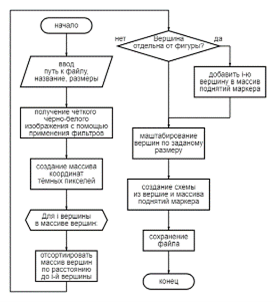 начало
ввод
путь к файлу,
название, размеры
получение четкого
черно-белого
изображения с помощью
применения фильтров
создание массива
координат
тёмных пикселей
Для i вершины
в массиве вершин
отсортиировать
массив вершин
по расстоянию
до i-й вершины
нет
Вершина
отдельна от фигуры?
да
добавить i-ю
вершину в массив
поднятий маркера
маштабирование
вершин по заданому
размеру
создание схемы
из вершие и массива
поднятий маркера
сохранение
файла
конец